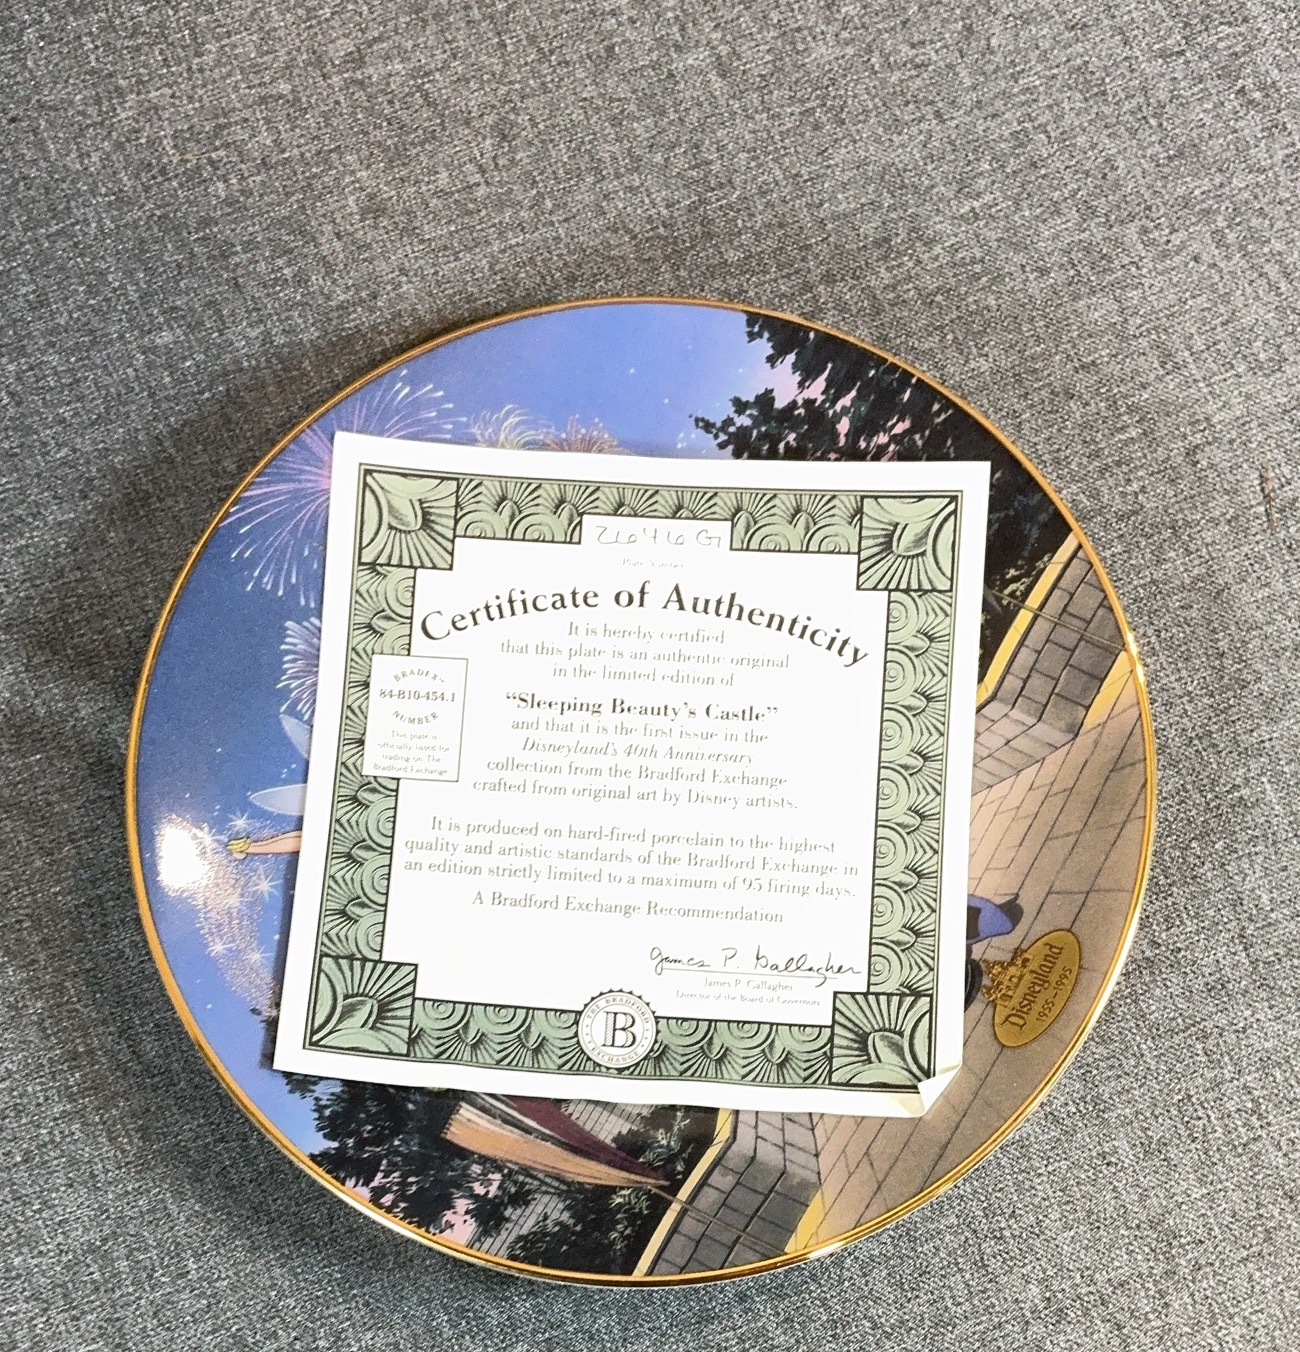 2646 G
Plate Number
Certificate of Authenticity
It is hereby certified
that this plate is an authentic original
in the limited edition of
“Sleeping Beauty's Castle”
and that it is the first issue in the
Disneyland's 40th Anniversary
collection from the Bradford Exchange
crafted from original art by Disney artists.
BRADEX™
84-B10-454.1
NUMBER
This plate is
officially listed for
trading on The
Bradford Exchange
It is produced on hard-fired porcelain to the highest
quality and artistic standards of the Bradford Exchange in
an edition strictly limited to a maximum of 95 firing days.
A Bradford Exchange Recommendation
James P. Gallagher
James P. Gallagher
Director of the Board of Governors
THE BRADFORD
B
EXCHANGE
Disneyland
1955-1995